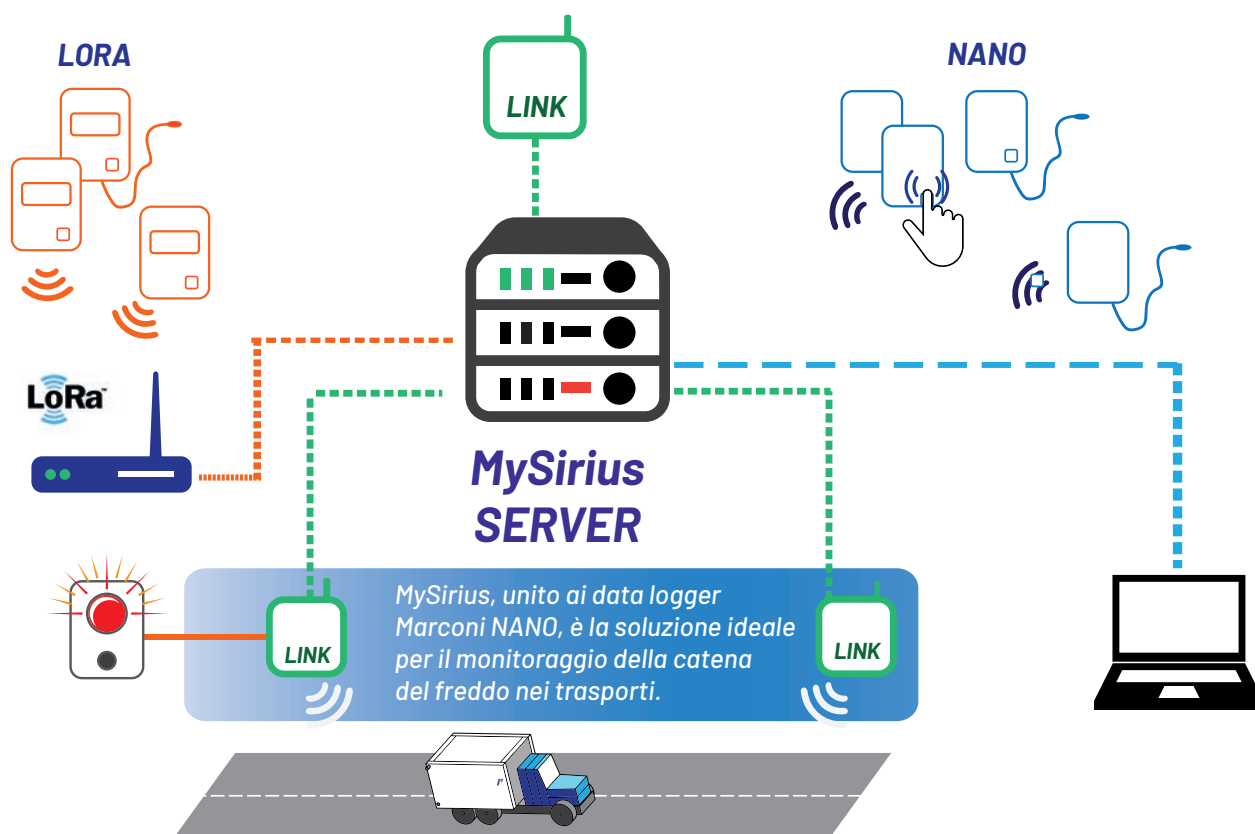 LORA
NANO
LINK
LoRa™
MySirius
SERVER
LINK
MySirius, unito ai data logger
Marconi NANO, è la soluzione ideale
per il monitoraggio della catena
del freddo nei trasporti.
LINK